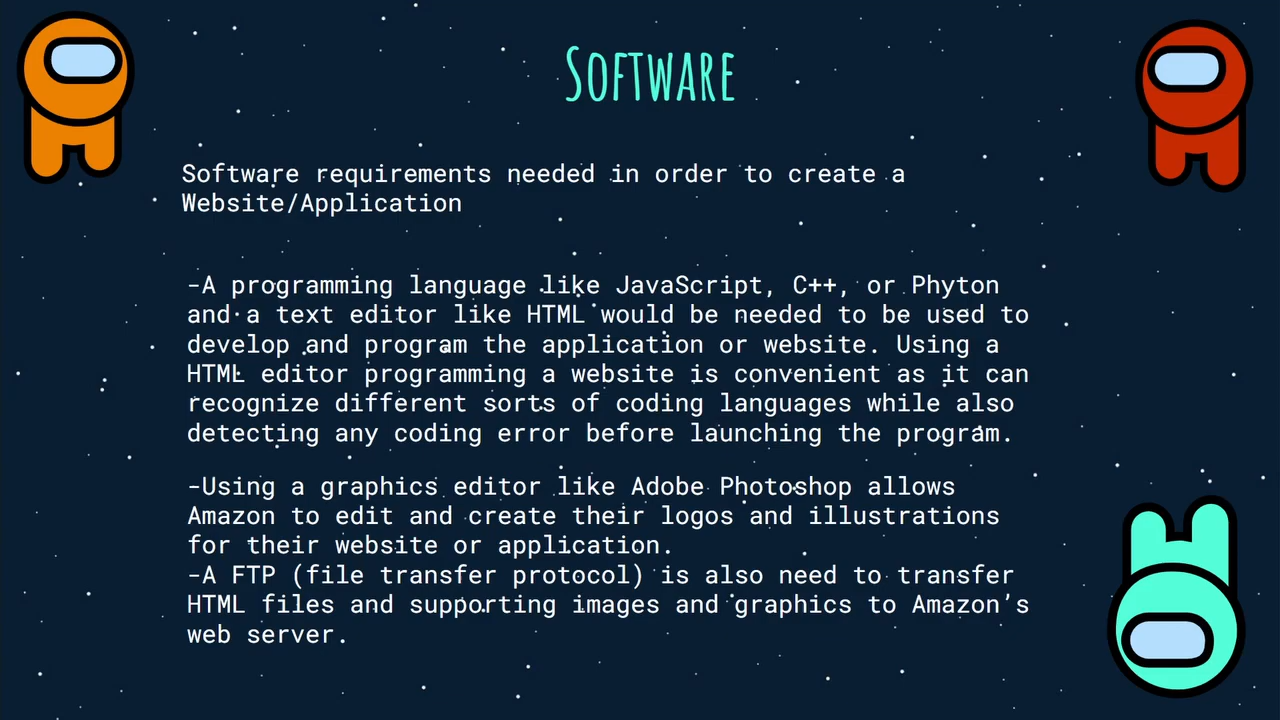 Software
Software requirements needed in order to create a
Website/Application
-A programming language like JavaScript, C++, or Phyton
and a text editor like HTML would be needed to be used to
develop and program the application or website. Using a
HTML editor programming a website is convenient as it can
recognize different sorts of coding languages while also
detecting any coding error before launching the program.
-Using a graphics editor like Adobe Photoshop allows
Amazon to edit and create their logos and illustrations
for their website or application.
-A FTP (file transfer protocol) is also need to transfer
HTML files and supporting images and graphics to Amazon’s
web server.